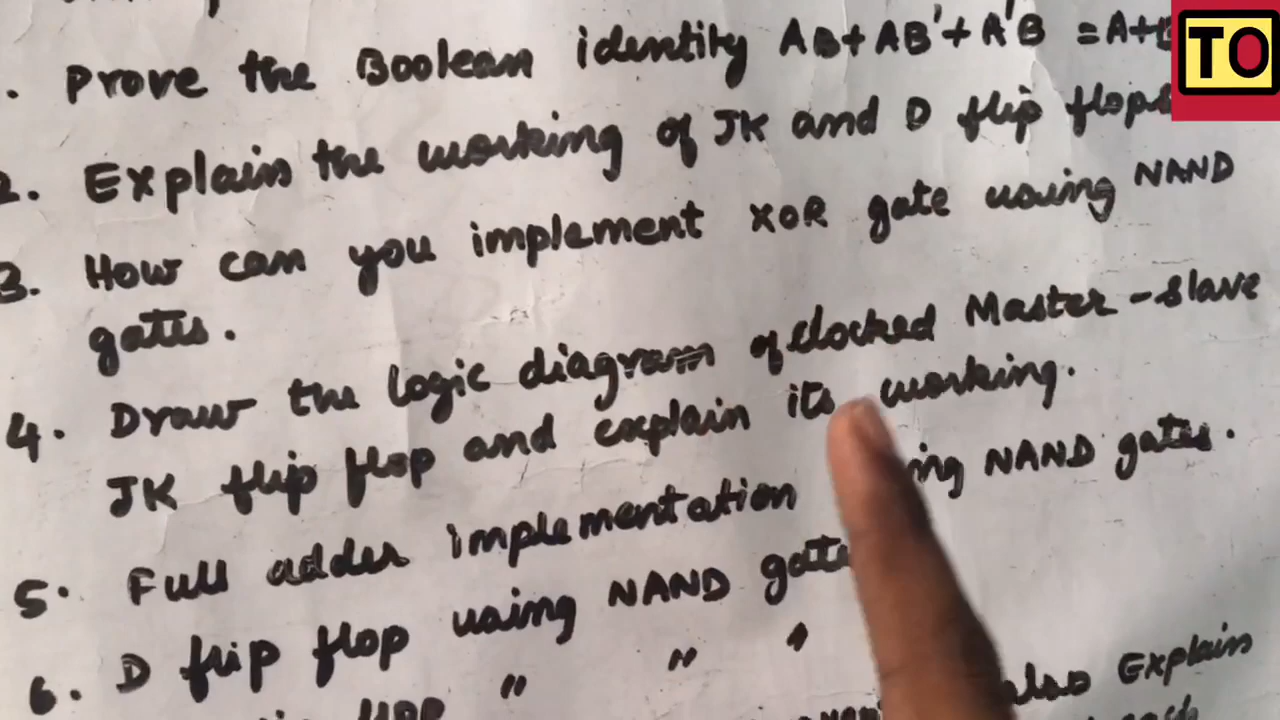 . Prove the Boolean identity AB+AB'+A'B =A+
TO
2. Explain the working of JK and D flip flops
3. How can you implement XOR gate using NAND
gates.
4. Draw the logic diagram of clocked Master-Slave
JK flip flop and explain its working.
5. Full adder implementation ing NAND gates.
6. D flip flop using NAND gate
flop " " "
also Explain